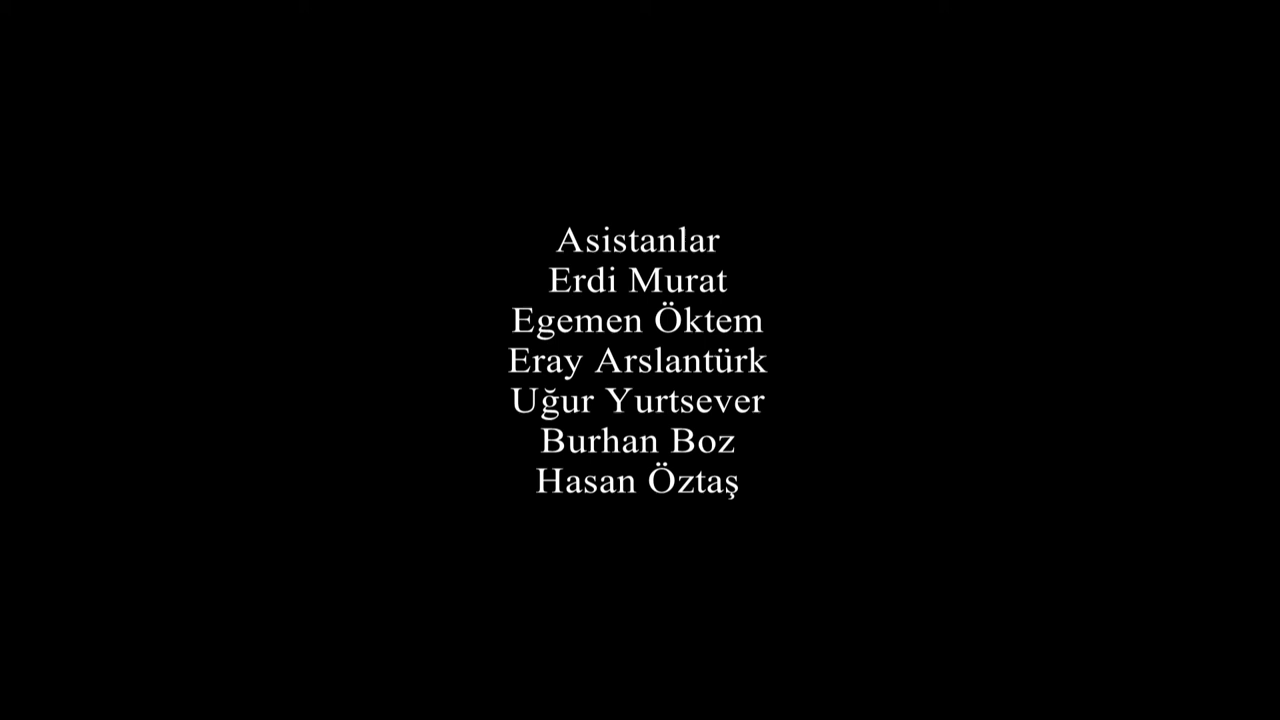 Asistanlar
Erdi Murat
Egemen Öktem
Eray Arslantürk
Uğur Yurtsever
Burhan Boz
Hasan Öztaş